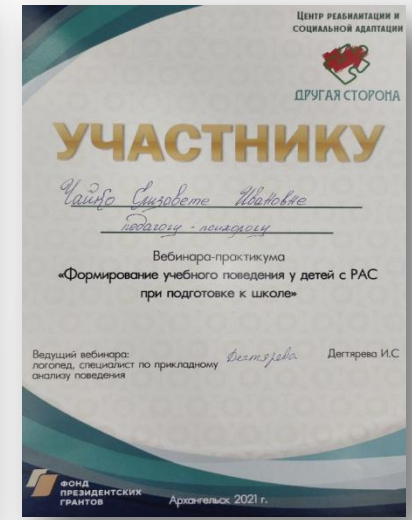 Центр реабилитации и
социальной адаптации
ДРУГАЯ СТОРОНА
УЧАСТНИКУ
Чайко Елизавете Ивановне
педагогу - психологу
Вебинара-практикума
«Формирование учебного поведения у детей с РАС
при подготовке к школе»
Ведущий вебинара:
логопед, специалист по прикладному
анализу поведения
Дегтярева
Дегтярева И.С
ФОНД
ПРЕЗИДЕНТСКИХ
ГРАНТОВ
Архангельск 2021 г.